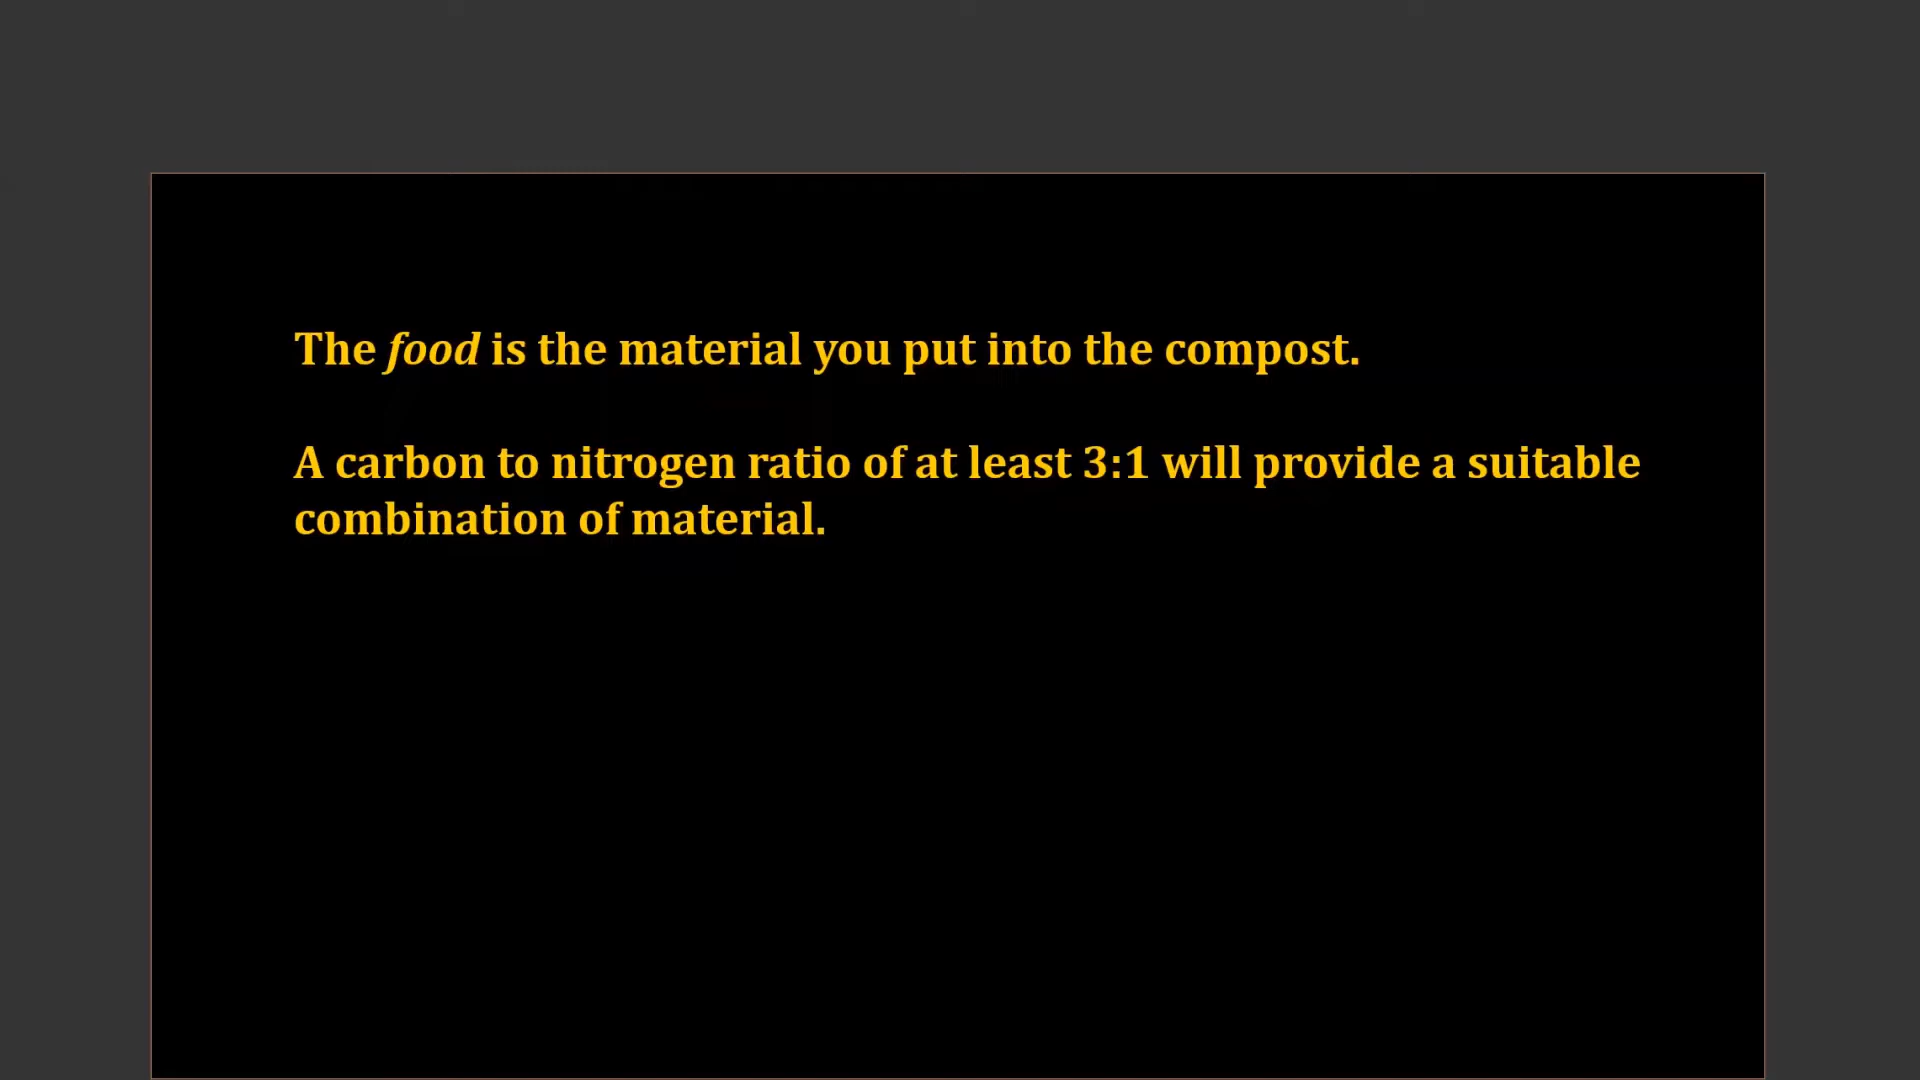 The food is the material you put into the compost.
A carbon to nitrogen ratio of at least 3:1 will provide a suitable
combination of material.